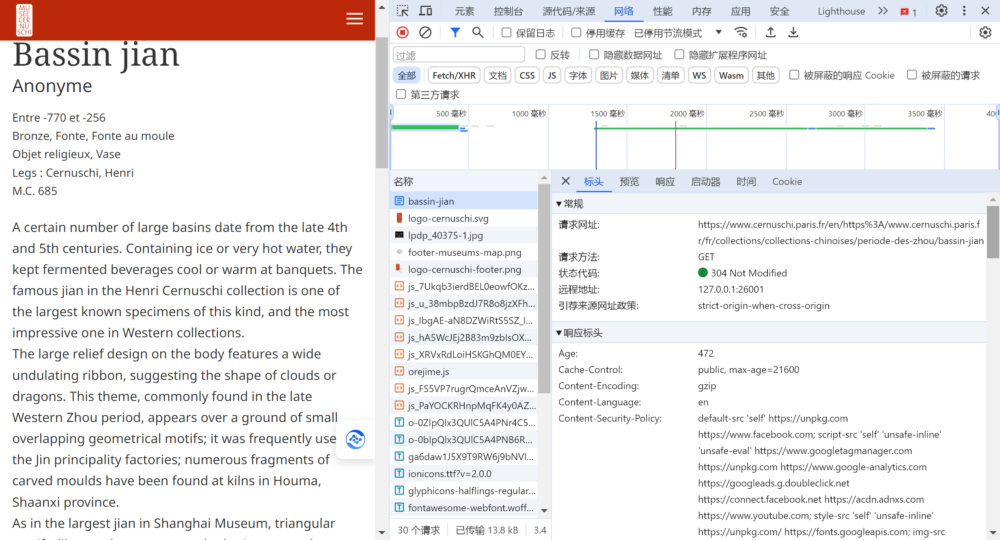 MU
SÉE
CER
NU
SCHI
Bassin jian
Anonyme
Entre -770 et -256
Bronze, Fonte, Fonte au moule
Objet religieux, Vase
Legs : Cernuschi, Henri
M.C. 685
A certain number of large basins date from the late 4th
and 5th centuries. Containing ice or very hot water, they
kept fermented beverages cool or warm at banquets. The
famous jian in the Henri Cernuschi collection is one of
the largest known specimens of this kind, and the most
impressive one in Western collections.
The large relief design on the body features a wide
undulating ribbon, suggesting the shape of clouds or
dragons. This theme, commonly found in the late
Western Zhou period, appears over a ground of small
overlapping geometrical motifs; it was frequently use
the Jin principality factories; numerous fragments of
carved moulds have been found at kilns in Houma,
Shaanxi province.
As in the largest jian in Shanghai Museum, triangular
元素 控制台 源代码/来源 网络 性能 内存 应用 安全 Lighthouse 1
保留日志 停用缓存 已停用节流模式
过滤 反转 隐藏数据网址 隐藏扩展程序网址
全部 Fetch/XHR 文档 CSS JS 字体 图片 媒体 清单 WS Wasm 其他 被屏蔽的响应 Cookie 被屏蔽的请求
第三方请求
500 毫秒 1000 毫秒 1500 毫秒 2000 毫秒 2500 毫秒 3000 毫秒 3500 毫秒
名称
bassin-jian
logo-cernuschi.svg
lpdp_40375-1.jpg
footer-museums-map.png
logo-cernuschi-footer.png
js_7Ukqb3ierdBEL0eowfOKz...
js_u_38mbpBzdJ7R8o8jzXFh...
js_IbgAE-aN8DZWiRtS5SZ_l...
js_hA5WcJEj2B83m9zbIsOX...
js_XRVxRdLoiHSKGhQM0EY...
orejime.js
js_FS5VP7rugrQmceAnVZjw...
js_PaYOCKRHnpMqFK4y0AZ...
o-0ZIpQlx3QUlC5A4PNr4C5...
o-0bIpQlx3QUlC5A4PNB6R...
ga6daw1J5X9T9RW6j9bNVl...
ionicons.ttf?v=2.0.0
glyphicons-halflings-regular...
fontawesome-webfont.woff...
30 个请求 已传输 13.8 kB 3.4
标头 预览 响应 启动器 时间 Cookie
常规
请求网址: https://www.cernuschi.paris.fr/en/https%3A/www.cernuschi.paris.f
r/fr/collections/collections-chinoises/periode-des-zhou/bassin-jian
请求方法: GET
状态代码: 304 Not Modified
远程地址: 127.0.0.1:26001
引荐来源网址政策: strict-origin-when-cross-origin
响应标头
Age: 472
Cache-Control: public, max-age=21600
Content-Encoding: gzip
Content-Language: en
Content-Security-Policy: default-src 'self' https://unpkg.com
https://www.facebook.com; script-src 'self' 'unsafe-inline'
'unsafe-eval' https://www.googletagmanager.com
https://unpkg.com https://www.google-analytics.com
https://googleads.g.doubleclick.net
https://connect.facebook.net https://acdn.adnxs.com
https://www.youtube.com; style-src 'self' 'unsafe-inline'
https://unpkg.com/ https://fonts.googleapis.com; img-src